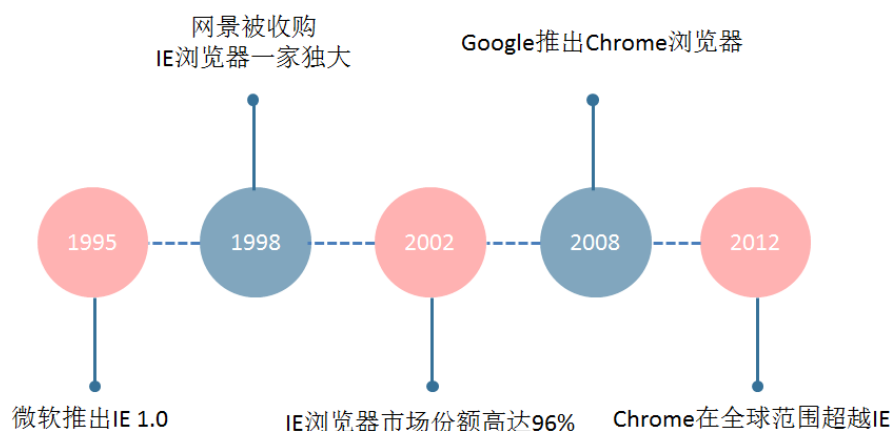 网景被收购
IE浏览器一家独大
Google推出Chrome浏览器
1995
1998
2002
2008
2012
微软推出IE 1.0
IE浏览器市场份额高达96%
Chrome在全球范围超越IE